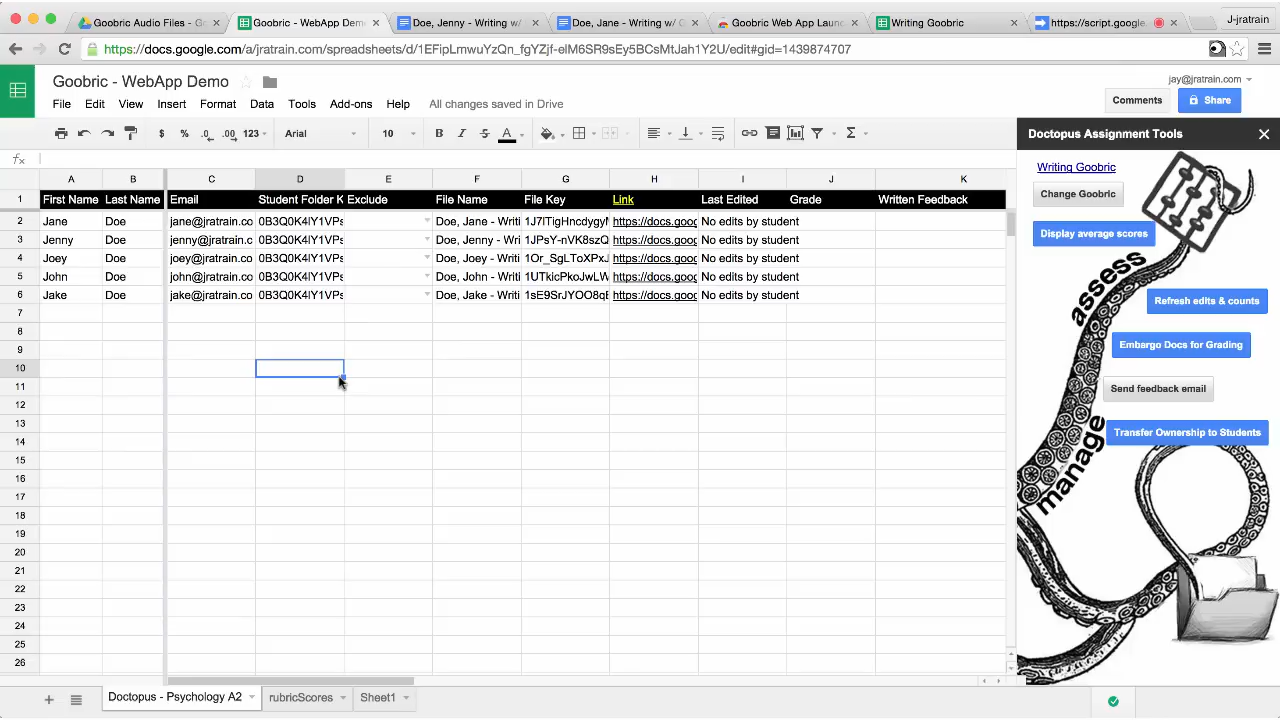 J-jratrain
Goobric Audio Files - G
Goobric - WebApp Demo
Doe, Jenny - Writing w/
Doe, Jane - Writing w/ G
Goobric Web App Laun
Writing Goobric
https://script.google.
https://docs.google.com/a/jratrain/spreadsheets/d/1EFipLmwuYzQn_fgYZjf-elM6SR9sEy5BCsMtJah1Y2U/edit#gid=1439874707
Goobric - WebApp Demo
jay@jratrain.com
File Edit View Insert Format Data Tools Add-ons Help All changes saved in Drive
Comments Share
$ % .0 .00 123 Arial 10 B I S A Σ
Doctopus Assignment Tools
fx
Writing Goobric
Change Goobric
Display average scores
assess
Refresh edits & counts
Embargo Docs for Grading
Send feedback email
manage
Transfer Ownership to Students
A B C D E F G H I J K
1 First Name Last Name Email Student Folder K Exclude File Name File Key Link Last Edited Grade Written Feedback
2 Jane Doe jane@jratrain.co 0B3Q0K4lY1VPs Doe, Jane - Writi 1J7lTigHncdygyM https://docs.goog No edits by student
3 Jenny Doe jenny@jratrain.c 0B3Q0K4lY1VPs Doe, Jenny - Wri 1JPsY-nVK8szQ https://docs.goog No edits by student
4 Joey Doe joey@jratrain.co 0B3Q0K4lY1VPs Doe, Joey - Writi 1Or_SgLToXPxJ https://docs.goog No edits by student
5 John Doe john@jratrain.co 0B3Q0K4lY1VPs Doe, John - Writi 1UTkicPkoJwLW https://docs.goog No edits by student
6 Jake Doe jake@jratrain.co 0B3Q0K4lY1VPs Doe, Jake - Writi 1sE9SrJYOO8qF https://docs.goog No edits by student
7
8
9
10
11
12
13
14
15
16
17
18
19
20
21
22
23
24
25
26
Doctopus - Psychology A2 rubricScores Sheet1